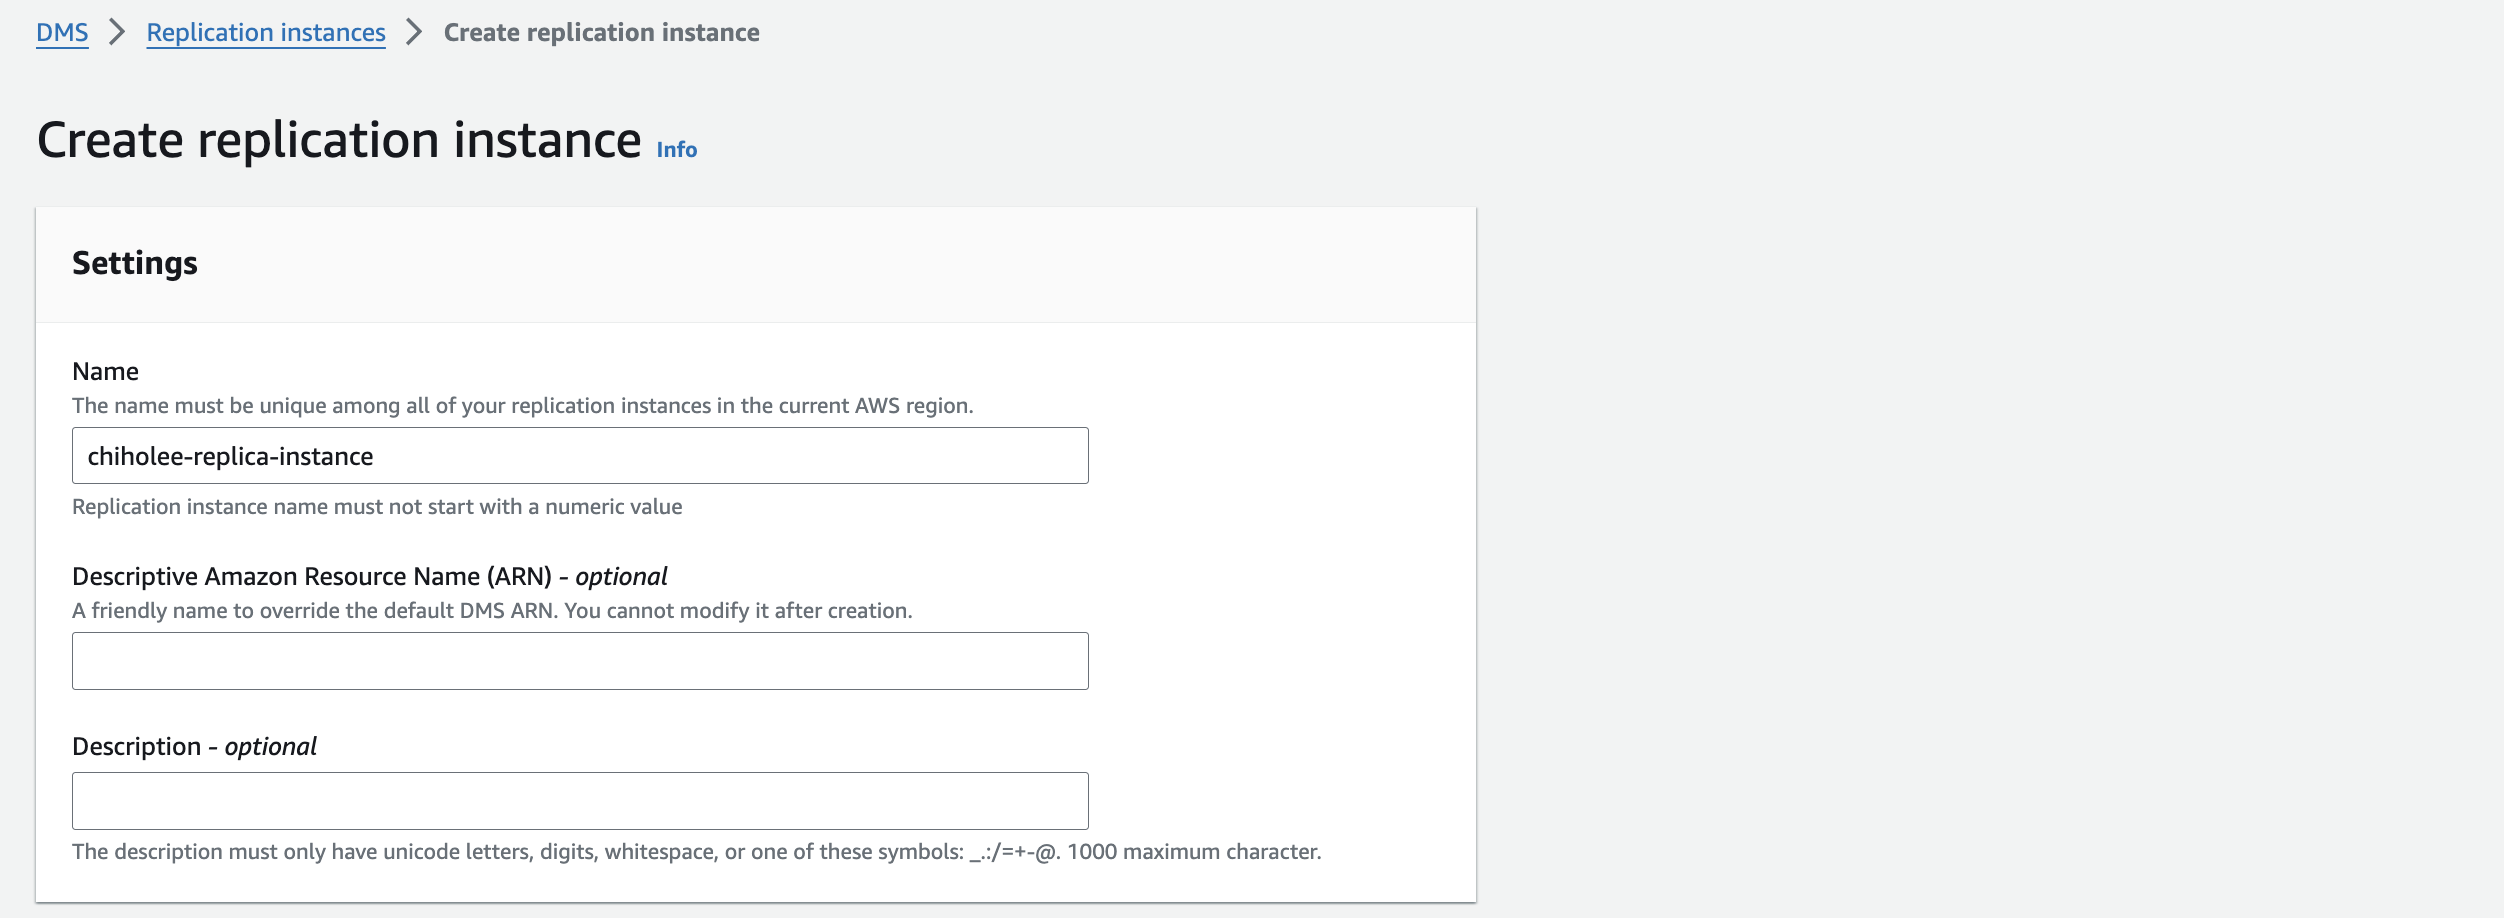 DMS > Replication instances > Create replication instance
Create replication instance Info
Settings
Name
The name must be unique among all of your replication instances in the current AWS region.
chiholee-replica-instance
Replication instance name must not start with a numeric value
Descriptive Amazon Resource Name (ARN) - optional
A friendly name to override the default DMS ARN. You cannot modify it after creation.
Description - optional
The description must only have unicode letters, digits, whitespace, or one of these symbols: _.:/=+-@. 1000 maximum character.